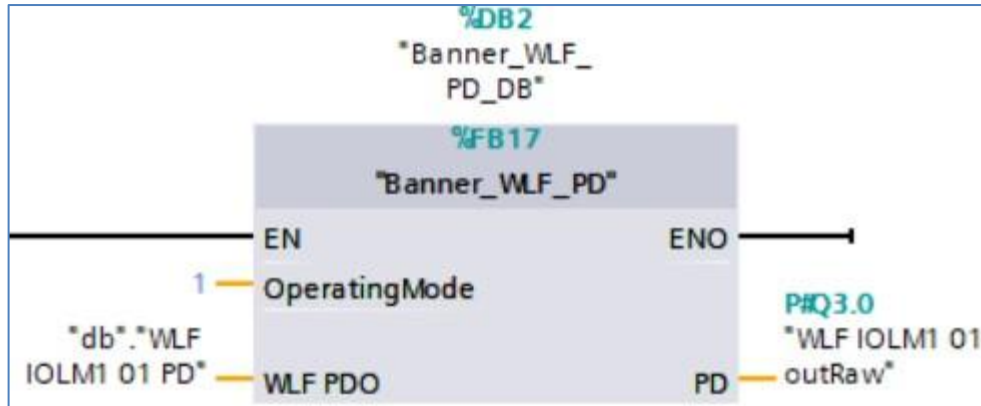 %DB2
"Banner_WLF_
PD_DB"
%FB17
"Banner_WLF_PD"
EN
ENO
1
OperatingMode
P#Q3.0
"db"."WLF
IOLM1 01 PD"
WLF PDO
PD
"WLF IOLM1 01
outRaw"